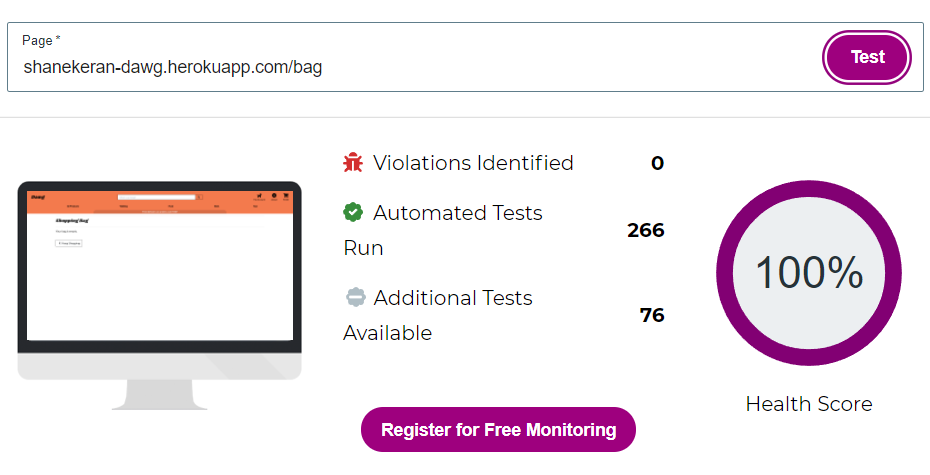 Page *
shanekeran-dawg.herokuapp.com/bag
Test
Violations Identified
0
Automated Tests
Run
266
Additional Tests
Available
76
100%
Health Score
Register for Free Monitoring
Shopping Bag